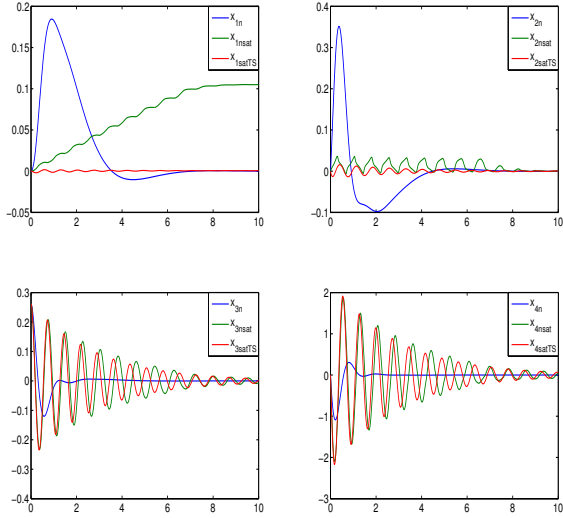 0.2
0.15
0.1
0.05
0
−0.05
0 2 4 6 8 10
X1n
X1nsat
X1satTS
0.4
0.3
0.2
0.1
0
−0.1
0 2 4 6 8 10
X2n
X2nsat
X2satTS
0.3
0.2
0.1
0
−0.1
−0.2
−0.3
−0.4
0 2 4 6 8 10
X3n
X3nsat
X3satTS
2
1
0
−1
−2
−3
0 2 4 6 8 10
X4n
X4nsat
X4satTS